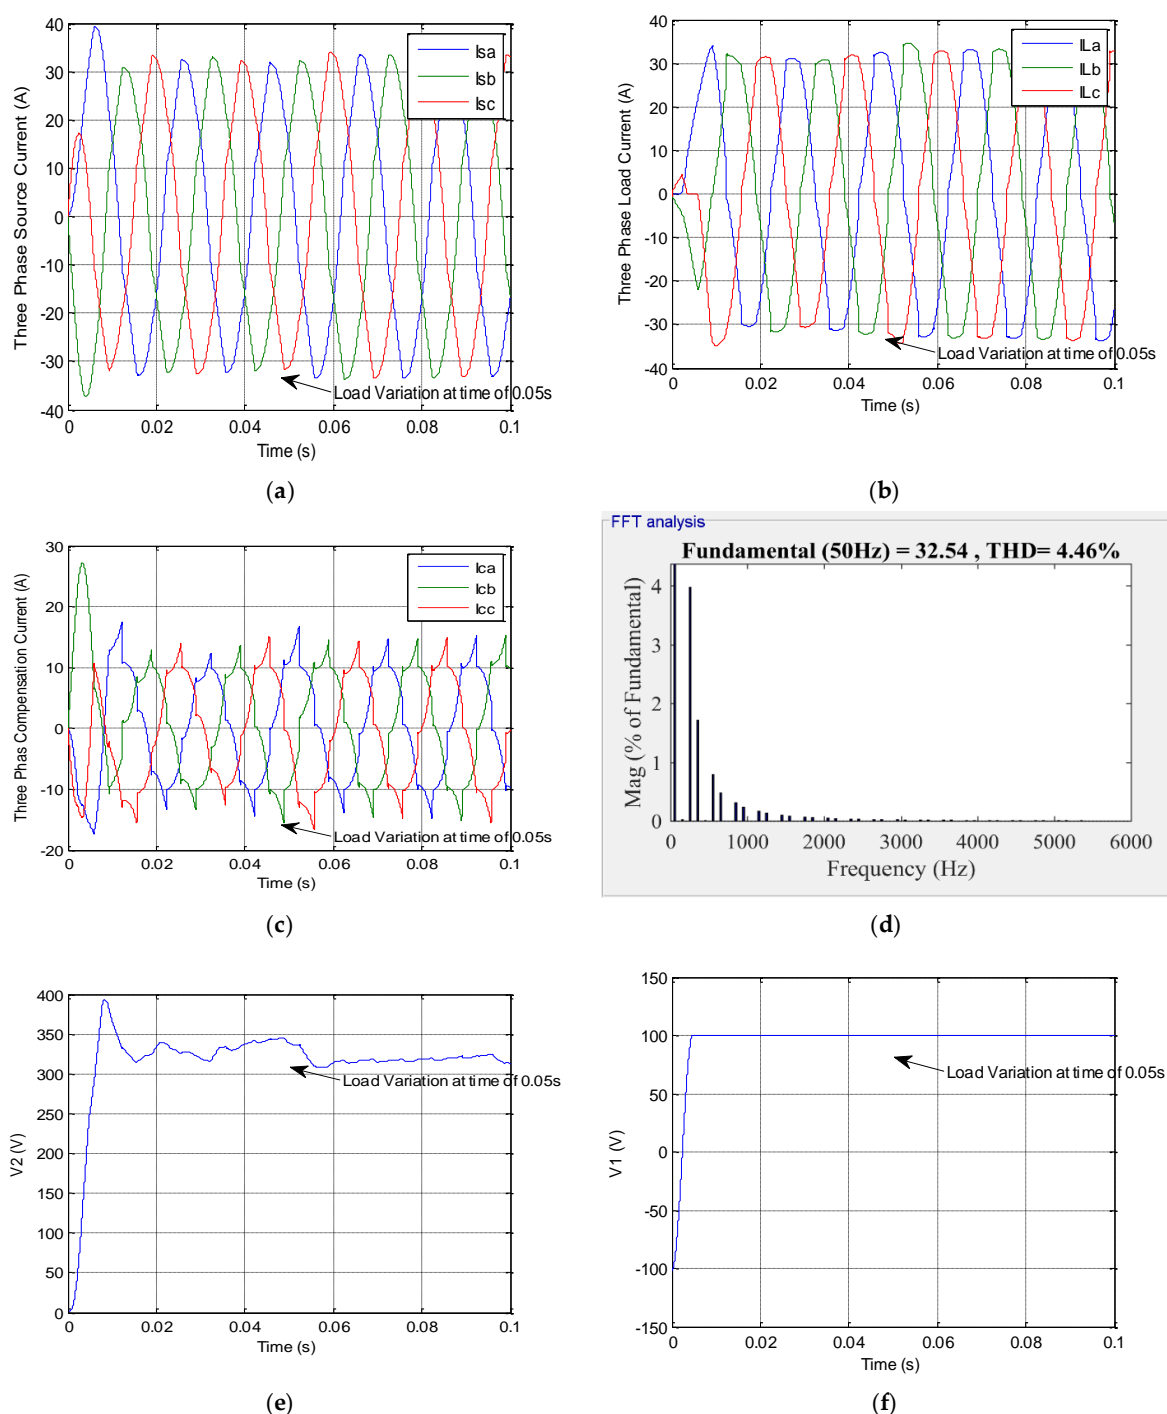 40
30
20
10
0
-10
-20
-30
-40
Three Phase Source Current (A)
Isa
Isb
Isc
Load Variation at time of 0.05s
0 0.02 0.04 0.06 0.08 0.1
Time (s)
(a)
40
30
20
10
0
-10
-20
-30
-40
Three Phase Load Current (A)
ILa
ILb
ILc
Load Variation at time of 0.05s
0 0.02 0.04 0.06 0.08 0.1
Time (s)
(b)
30
20
10
0
-10
-20
Three Phas Compensation Current (A)
Ica
Icb
Icc
Load Variation at time of 0.05s
0 0.02 0.04 0.06 0.08 0.1
Time (s)
(c)
FFT analysis
Fundamental (50Hz) = 32.54 , THD= 4.46%
4
3
2
1
0
Mag (% of Fundamental)
0 1000 2000 3000 4000 5000 6000
Frequency (Hz)
(d)
400
350
300
250
200
150
100
50
0
V2 (V)
Load Variation at time of 0.05s
0 0.02 0.04 0.06 0.08 0.1
Time (s)
(e)
150
100
50
0
-50
-100
-150
V1 (V)
Load Variation at time of 0.05s
0 0.02 0.04 0.06 0.08 0.1
Time (s)
(f)